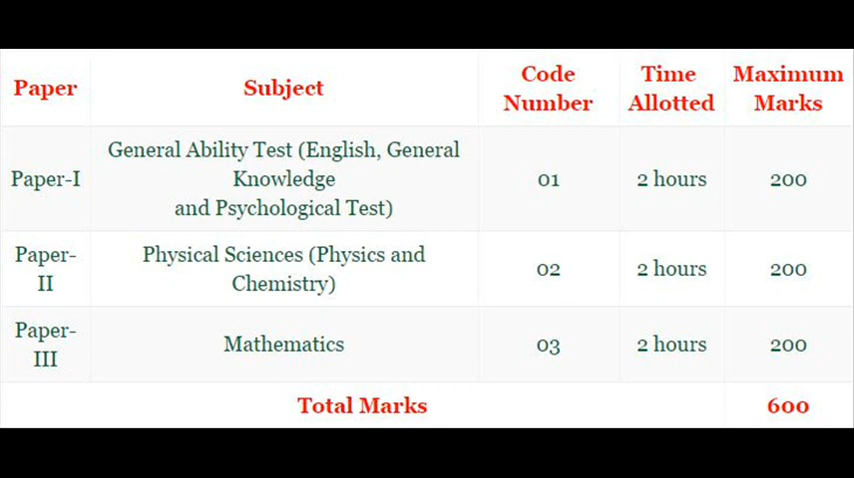 Paper Subject Code Number Time Allotted Maximum Marks
Paper-I General Ability Test (English, General Knowledge and Psychological Test) 01 2 hours 200
Paper-II Physical Sciences (Physics and Chemistry) 02 2 hours 200
Paper-III Mathematics 03 2 hours 200
Total Marks 600